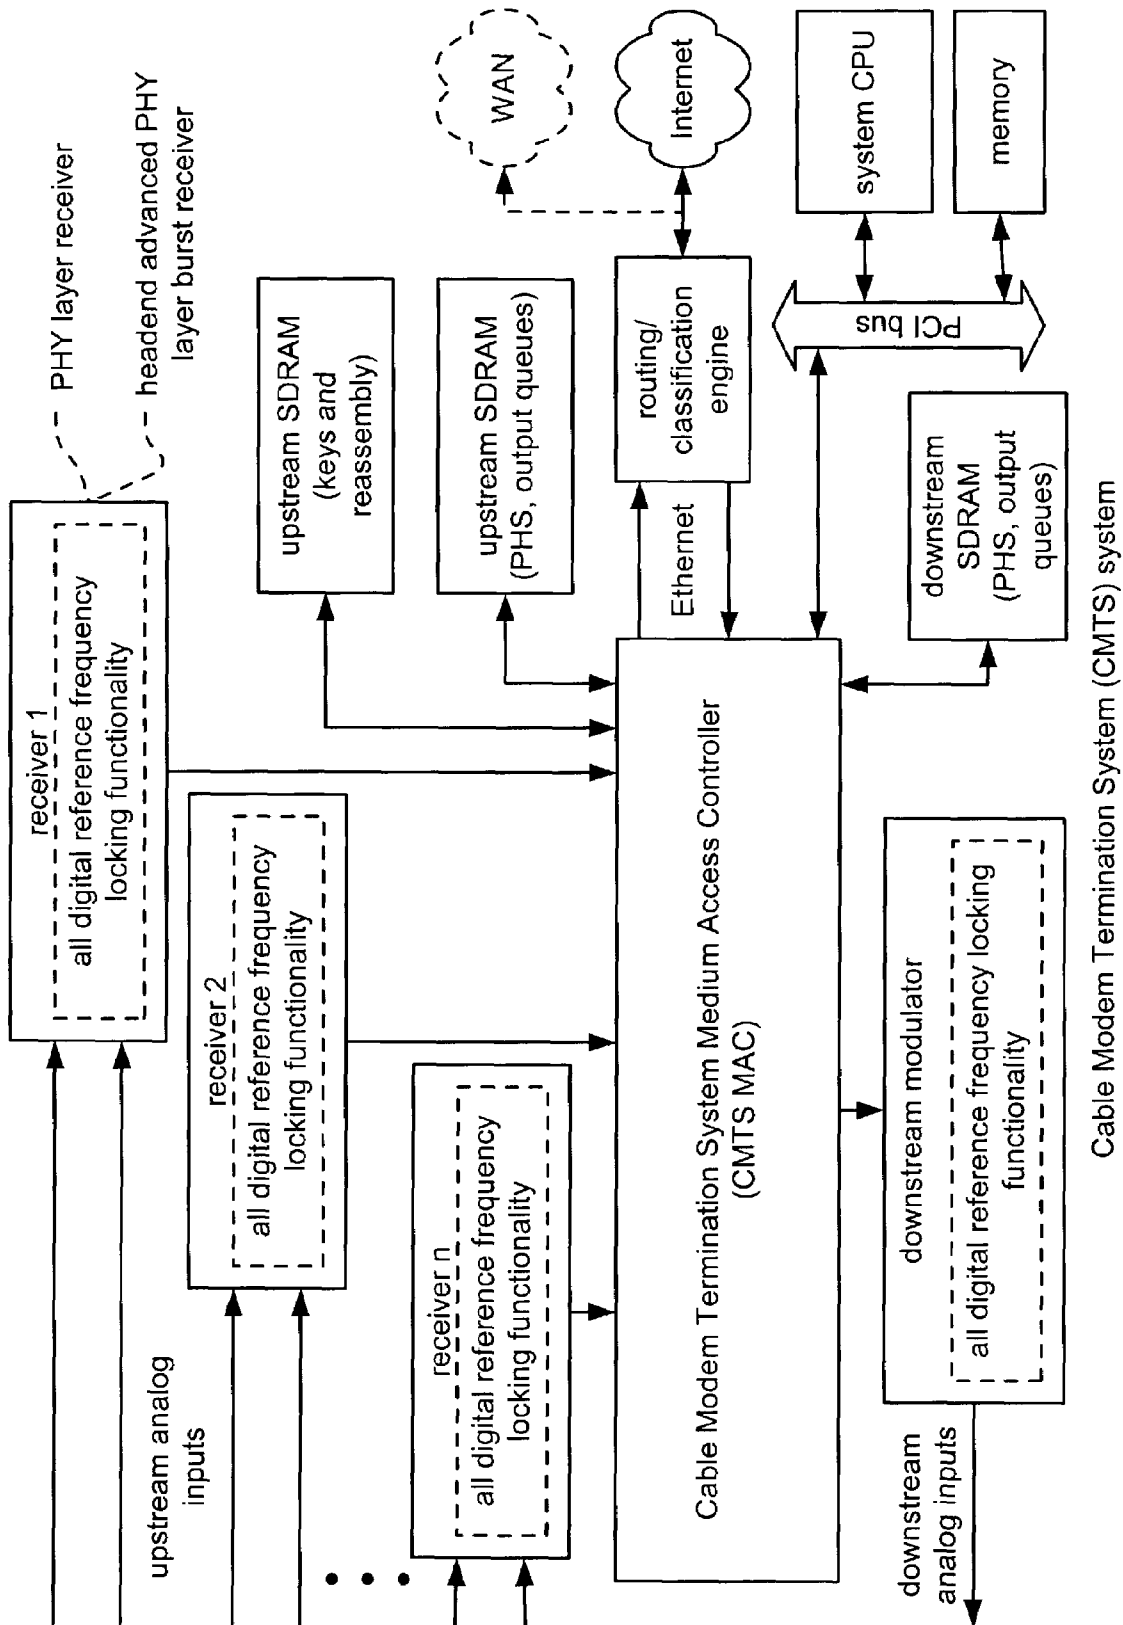 PHY layer receiver
headend advanced PHY
layer burst receiver
receiver 1
all digital reference frequency
locking functionality
receiver 2
all digital reference frequency
locking functionality
receiver n
all digital reference frequency
locking functionality
upstream analog
inputs
upstream SDRAM
(keys and
reassembly)
upstream SDRAM
(PHS, output queues)
WAN
Internet
routing/
classification
engine
Ethernet
system CPU
memory
PCI bus
Cable Modem Termination System Medium Access Controller
(CMTS MAC)
downstream
SDRAM
(PHS, output
queues)
downstream modulator
all digital reference frequency locking
functionality
downstream
analog inputs
Cable Modem Termination System (CMTS) system